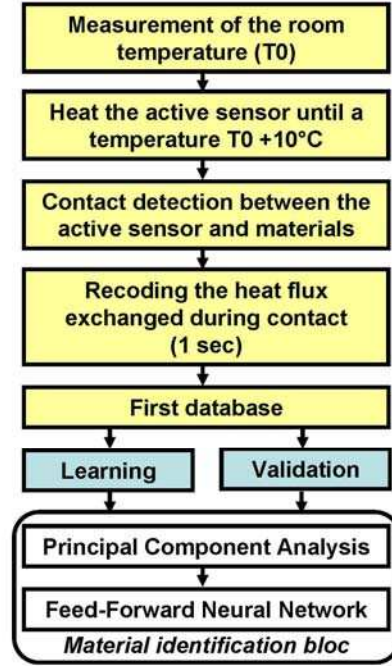 Measurement of the room
temperature (T0)
Heat the active sensor until a
temperature T0 +10°C
Contact detection between the
active sensor and materials
Recoding the heat flux
exchanged during contact
(1 sec)
First database
Learning
Validation
Principal Component Analysis
Feed-Forward Neural Network
Material identification bloc